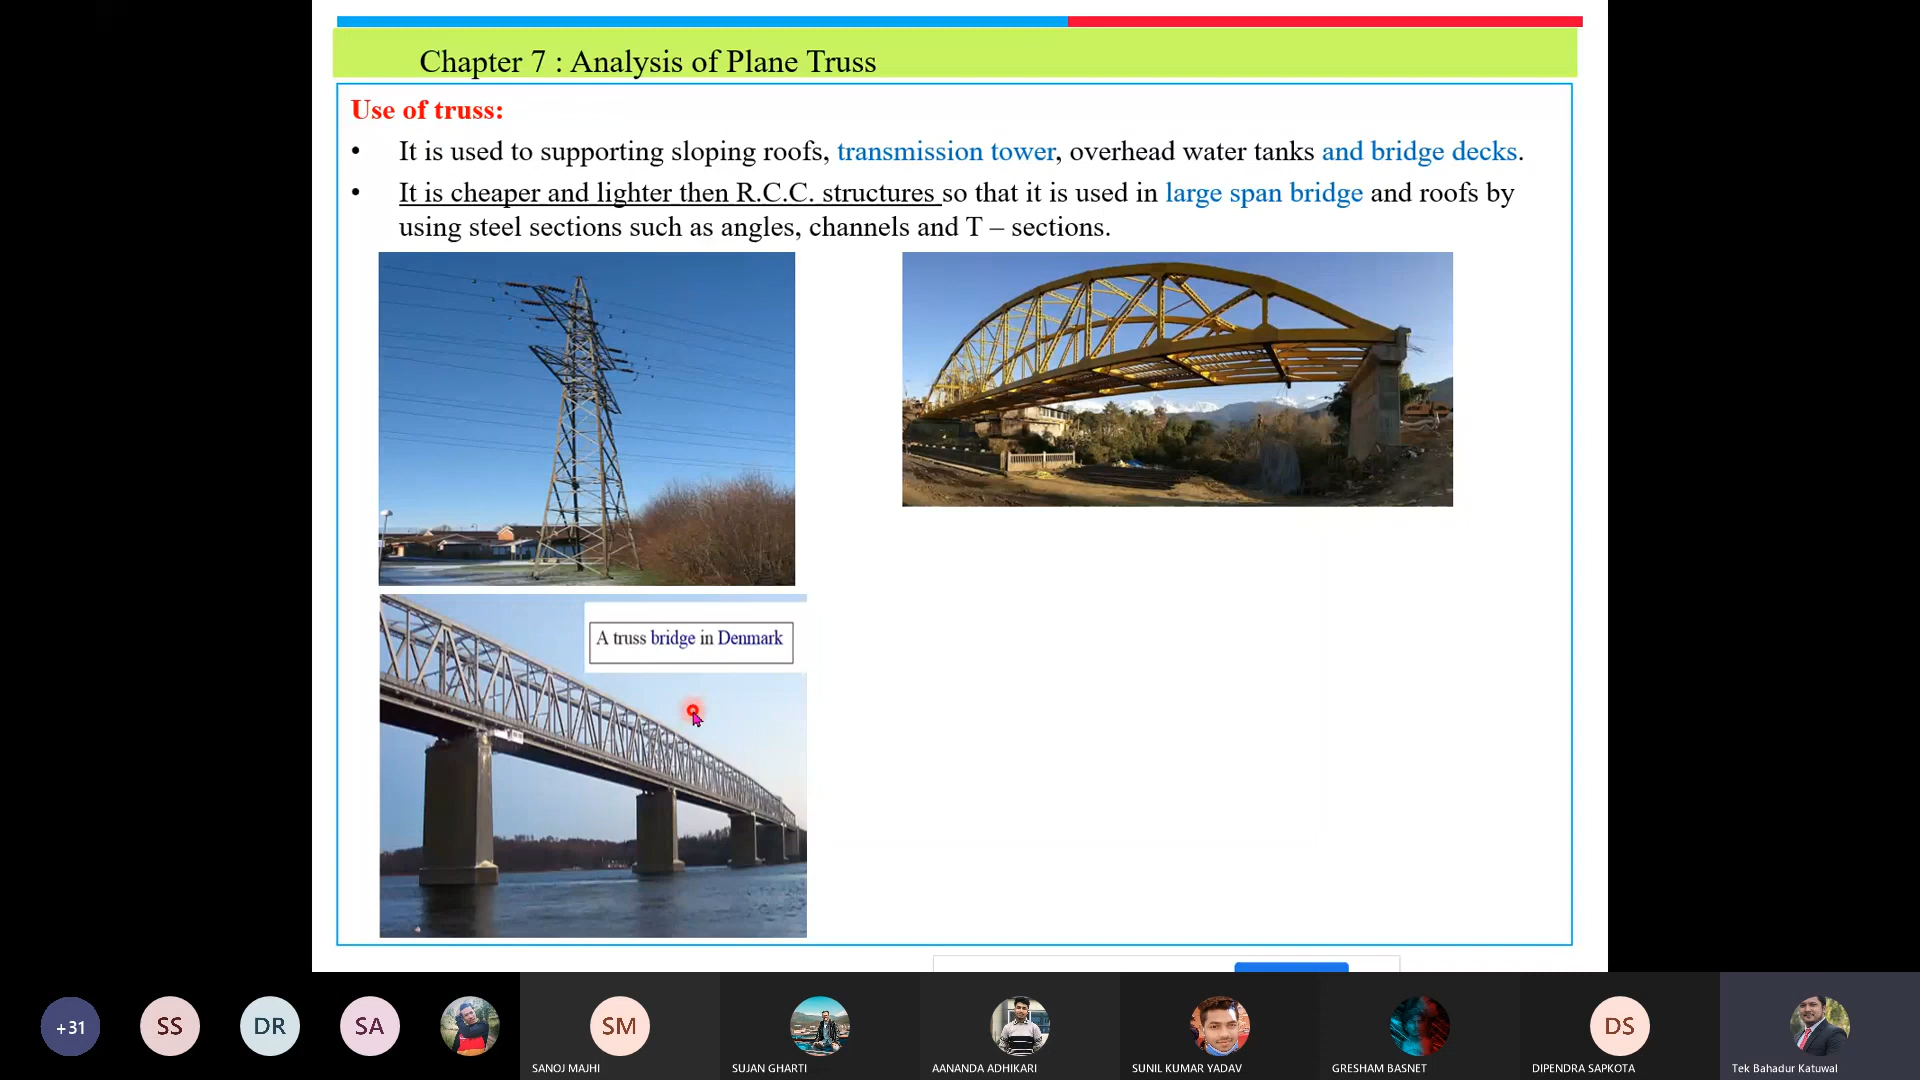 Chapter 7 : Analysis of Plane Truss
Use of truss:
• It is used to supporting sloping roofs, transmission tower, overhead water tanks and bridge decks.
• It is cheaper and lighter then R.C.C. structures so that it is used in large span bridge and roofs by
using steel sections such as angles, channels and T – sections.
A truss bridge in Denmark
+31
SS
DR
SA
SM
DS
SANOJ MAJHI
SUJAN GHARTI
AANANDA ADHIKARI
SUNIL KUMAR YADAV
GRESHAM BASNET
DIPENDRA SAPKOTA
Tek Bahadur Katuwal